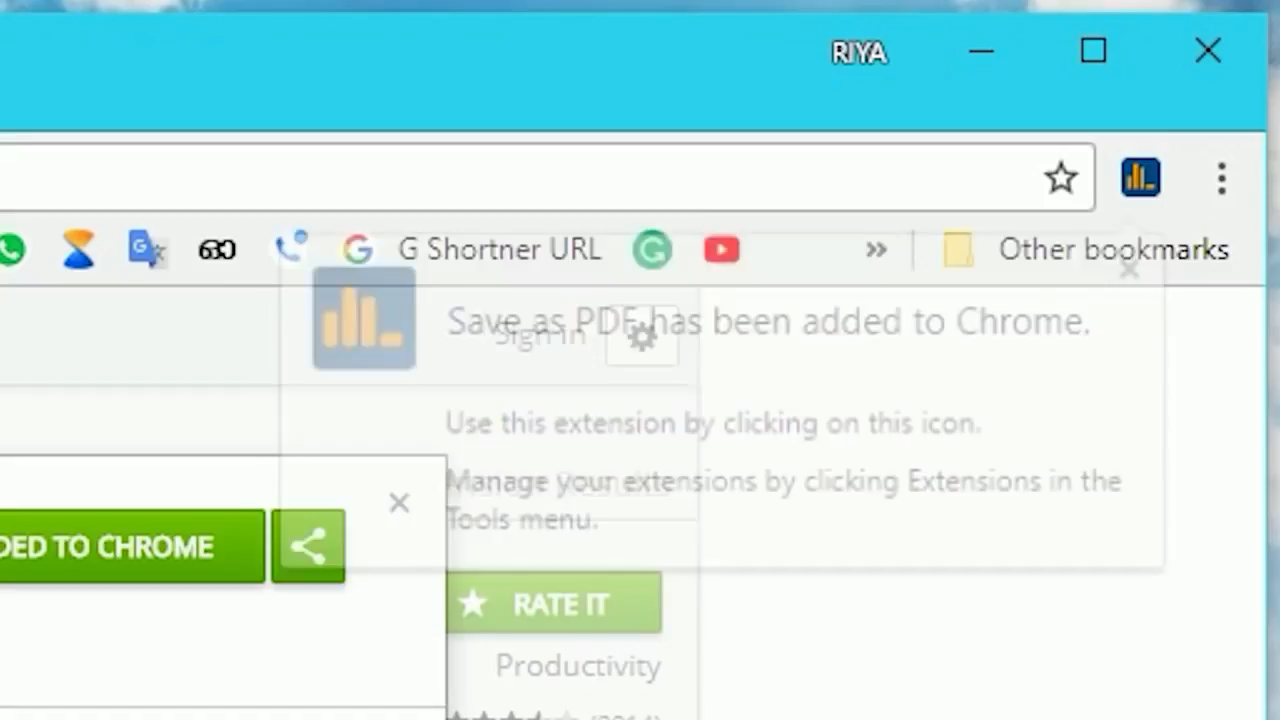 RIYA
G Shortner URL
Other bookmarks
Save as PDF has been added to Chrome.
Sign in
Use this extension by clicking on this icon.
Manage your extensions by clicking Extensions in the
Tools menu.
DED TO CHROME
RATE IT
Productivity